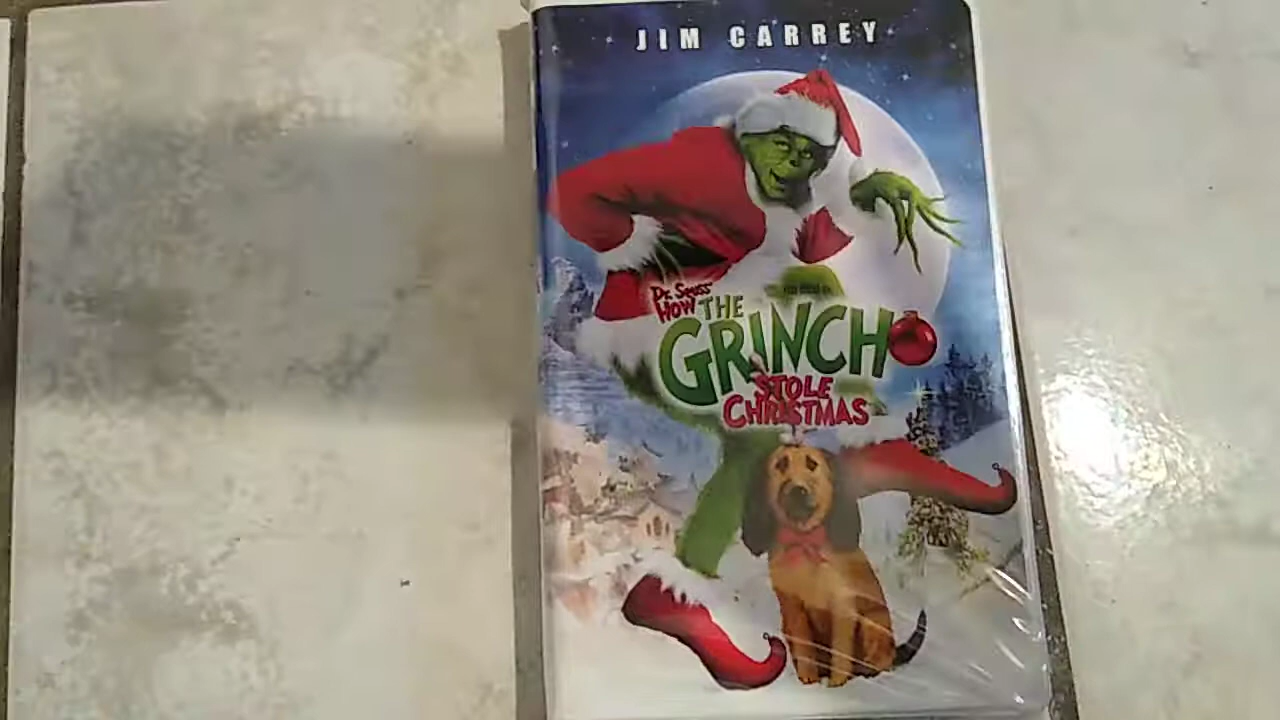 JIM CARREY
Dr. Seuss'
HOW THE
GRINCH
STOLE
CHRISTMAS